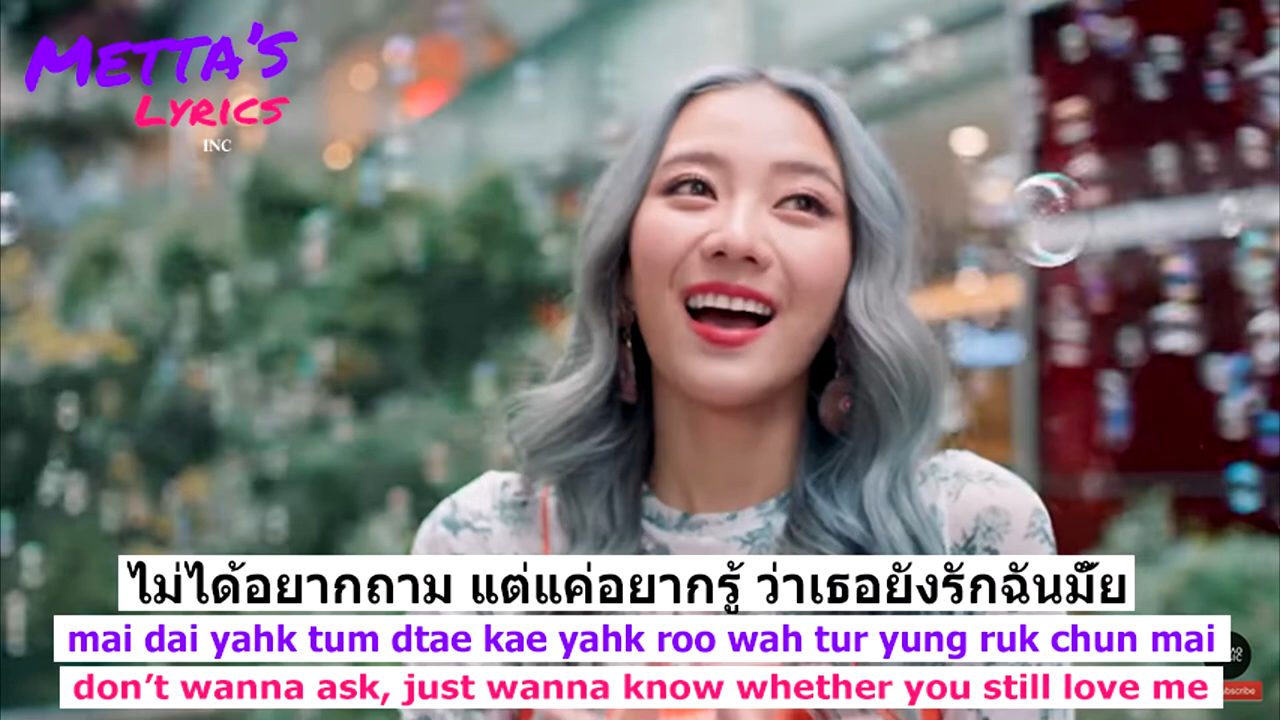 METTA'S
LYRICS
INC
ไม่ได้อยากถาม แต่แค่อยากรู้ ว่าเธอยังรักฉันมั๊ย
mai dai yahk tum dtae kae yahk roo wah tur yung ruk chun mai
don't wanna ask, just wanna know whether you still love me